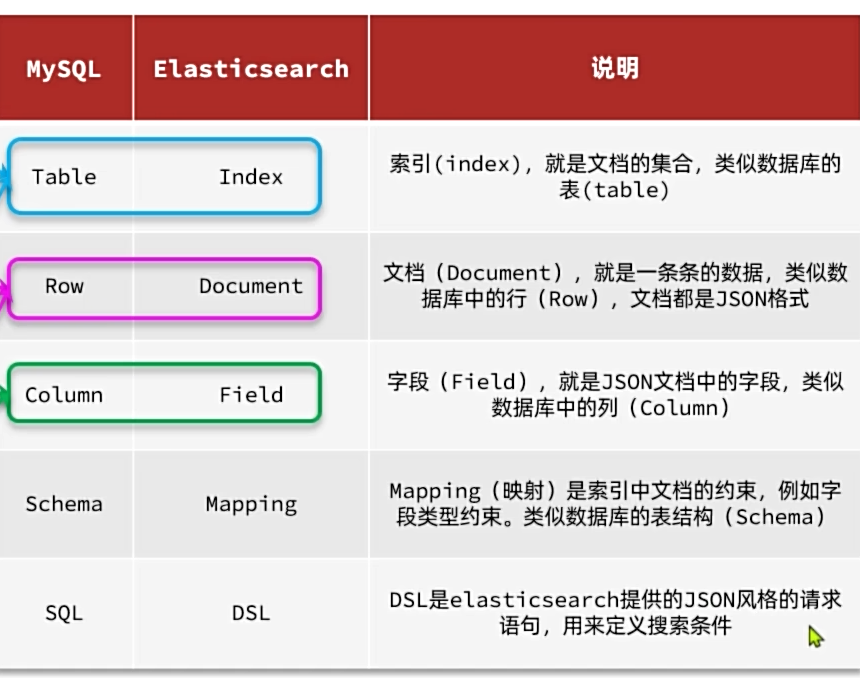 MySQL
Elasticsearch
说明
Table
Index
索引(index)，就是文档的集合，类似数据库的
表(table)
Row
Document
文档（Document），就是一条条的数据，类似数
据库中的行（Row），文档都是JSON格式
Column
Field
字段（Field），就是JSON文档中的字段，类似
数据库中的列（Column）
Schema
Mapping
Mapping（映射）是索引中文档的约束，例如字
段类型约束。类似数据库的表结构（Schema）
SQL
DSL
DSL是elasticsearch提供的JSON风格的请求
语句，用来定义搜索条件